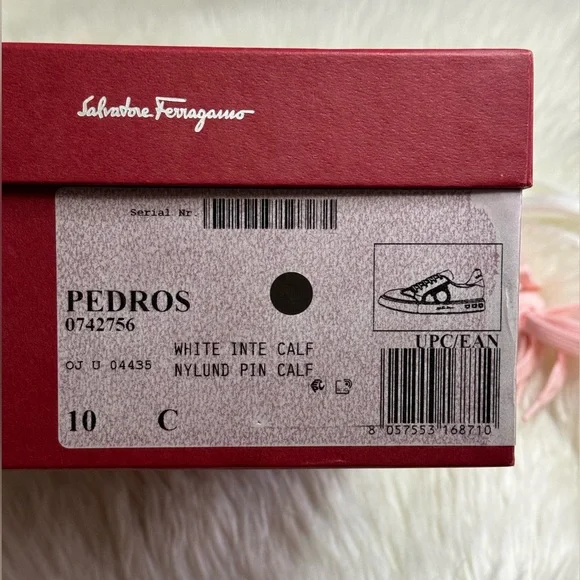 Salvatore Ferragamo
Serial Nr.
PEDROS
0742756
UPC/EAN
WHITE INTE CALF
OJ U 04435
NYLUND PIN CALF
10 C
8 057553 168710